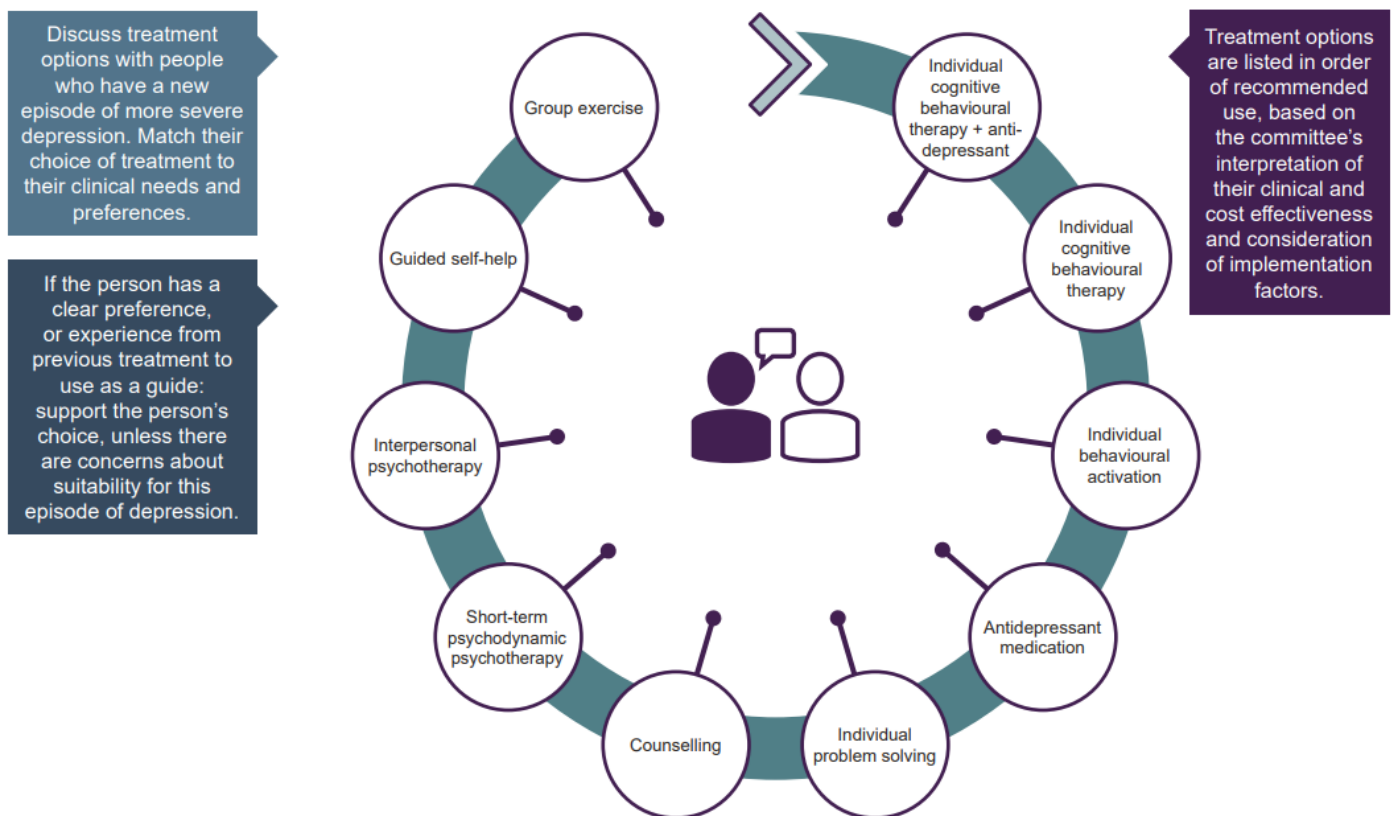 Discuss treatment
options with people
who have a new
episode of more severe
depression. Match their
choice of treatment to
their clinical needs and
preferences.
If the person has a
clear preference,
or experience from
previous treatment to
use as a guide:
support the person’s
choice, unless there
are concerns about
suitability for this
episode of depression.
Treatment options
are listed in order
of recommended
use, based on
the committee’s
interpretation of
their clinical and
cost effectiveness
and consideration
of implementation
factors.
Individual
cognitive
behavioural
therapy + anti-
depressant
Individual
cognitive
behavioural
therapy
Individual
behavioural
activation
Antidepressant
medication
Individual
problem solving
Counselling
Short-term
psychodynamic
psychotherapy
Interpersonal
psychotherapy
Guided self-help
Group exercise